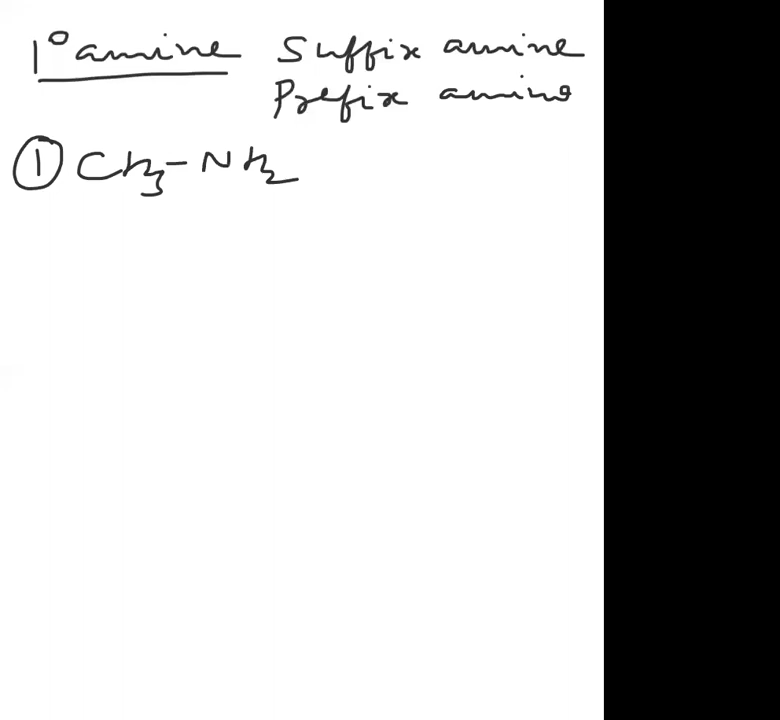 1° amine Suffix amine
Prefix amino
① CH₃-NH₂